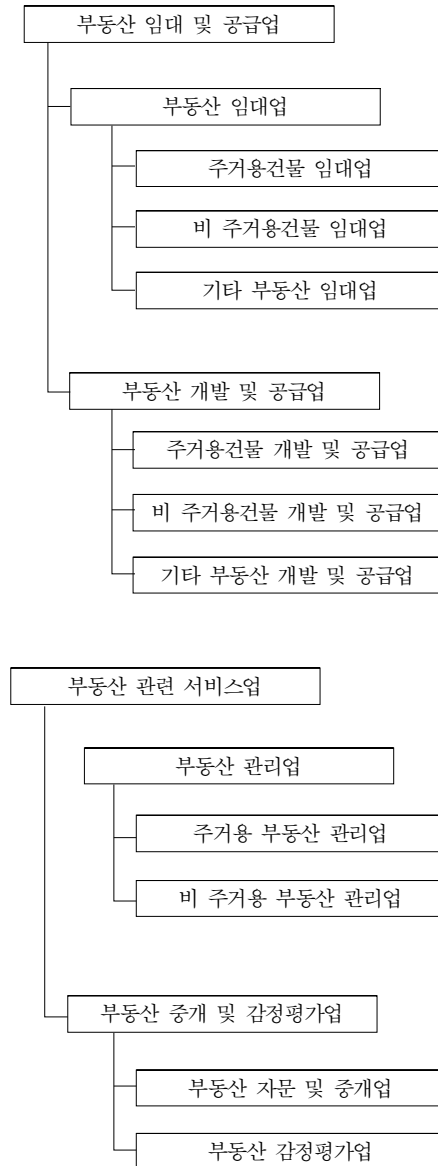 부동산 임대 및 공급업
부동산 임대업
주거용건물 임대업
비 주거용건물 임대업
기타 부동산 임대업
부동산 개발 및 공급업
주거용건물 개발 및 공급업
비 주거용건물 개발 및 공급업
기타 부동산 개발 및 공급업
부동산 관련 서비스업
부동산 관리업
주거용 부동산 관리업
비 주거용 부동산 관리업
부동산 중개 및 감정평가업
부동산 자문 및 중개업
부동산 감정평가업